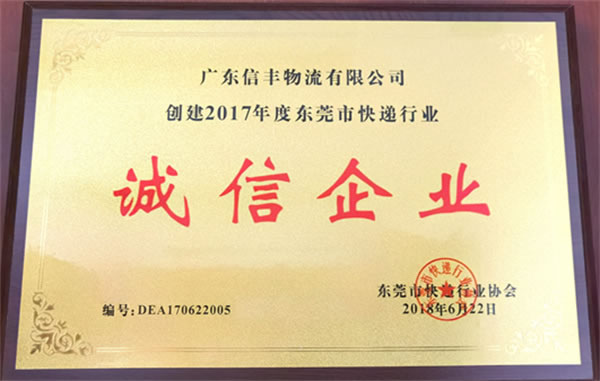 广东信丰物流有限公司
创建2017年度东莞市快递行业
诚信企业
东莞市快递行业协会
编号:DEA170622005
2018年6月22日